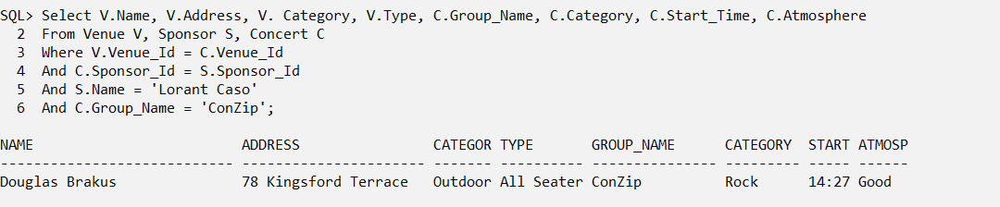 SQL> Select V.Name, V.Address, V. Category, V.Type, C.Group_Name, C.Category, C.Start_Time, C.Atmosphere
  2  From Venue V, Sponsor S, Concert C
  3  Where V.Venue_Id = C.Venue_Id
  4  And C.Sponsor_Id = S.Sponsor_Id
  5  And S.Name = 'Lorant Caso'
  6  And C.Group_Name = 'ConZip';

NAME                         ADDRESS                CATEGOR TYPE       GROUP_NAME      CATEGORY  START ATMOSP
---------------------------- ---------------------- ------- ---------- --------------- --------- ----- ------
Douglas Brakus               78 Kingsford Terrace   Outdoor All Seater ConZip          Rock      14:27 Good